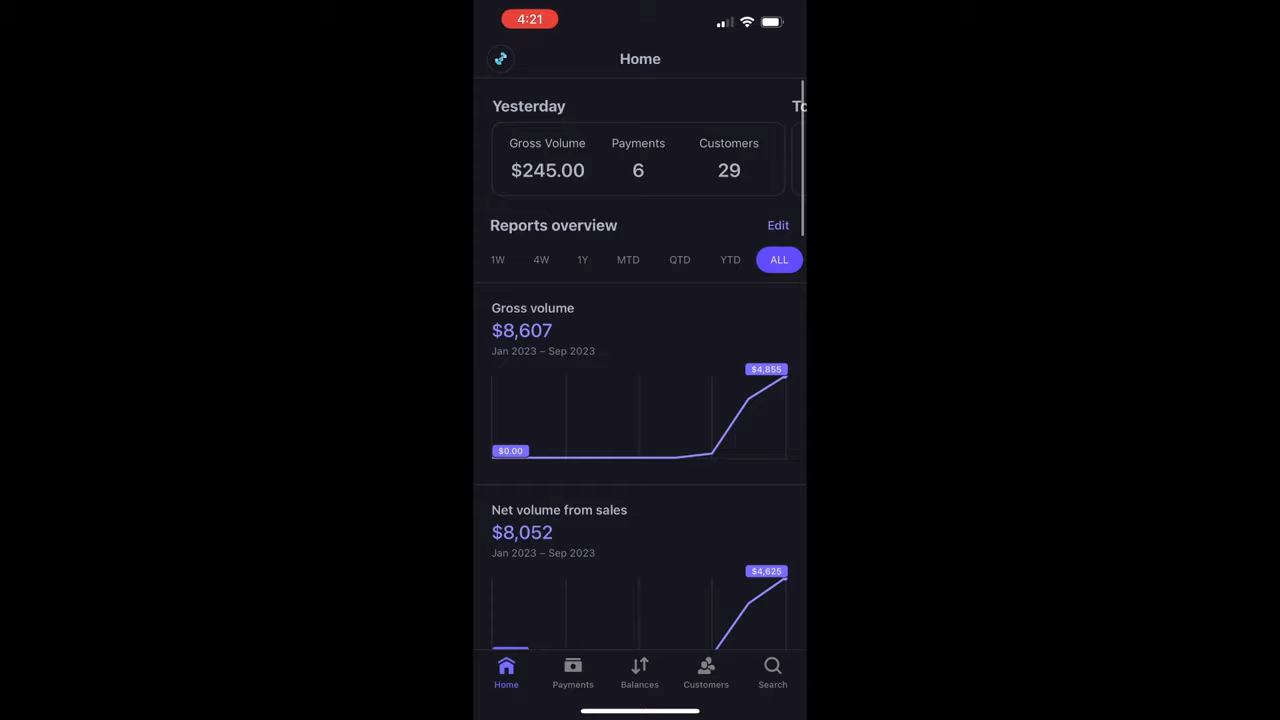 4:21
Home
Yesterday
To
Gross Volume Payments Customers
$245.00 6 29
Reports overview Edit
1W 4W 1Y MTD QTD YTD ALL
Gross volume
$8,607
Jan 2023 – Sep 2023
$4,855
$0.00
Net volume from sales
$8,052
Jan 2023 – Sep 2023
$4,625
Home Payments Balances Customers Search